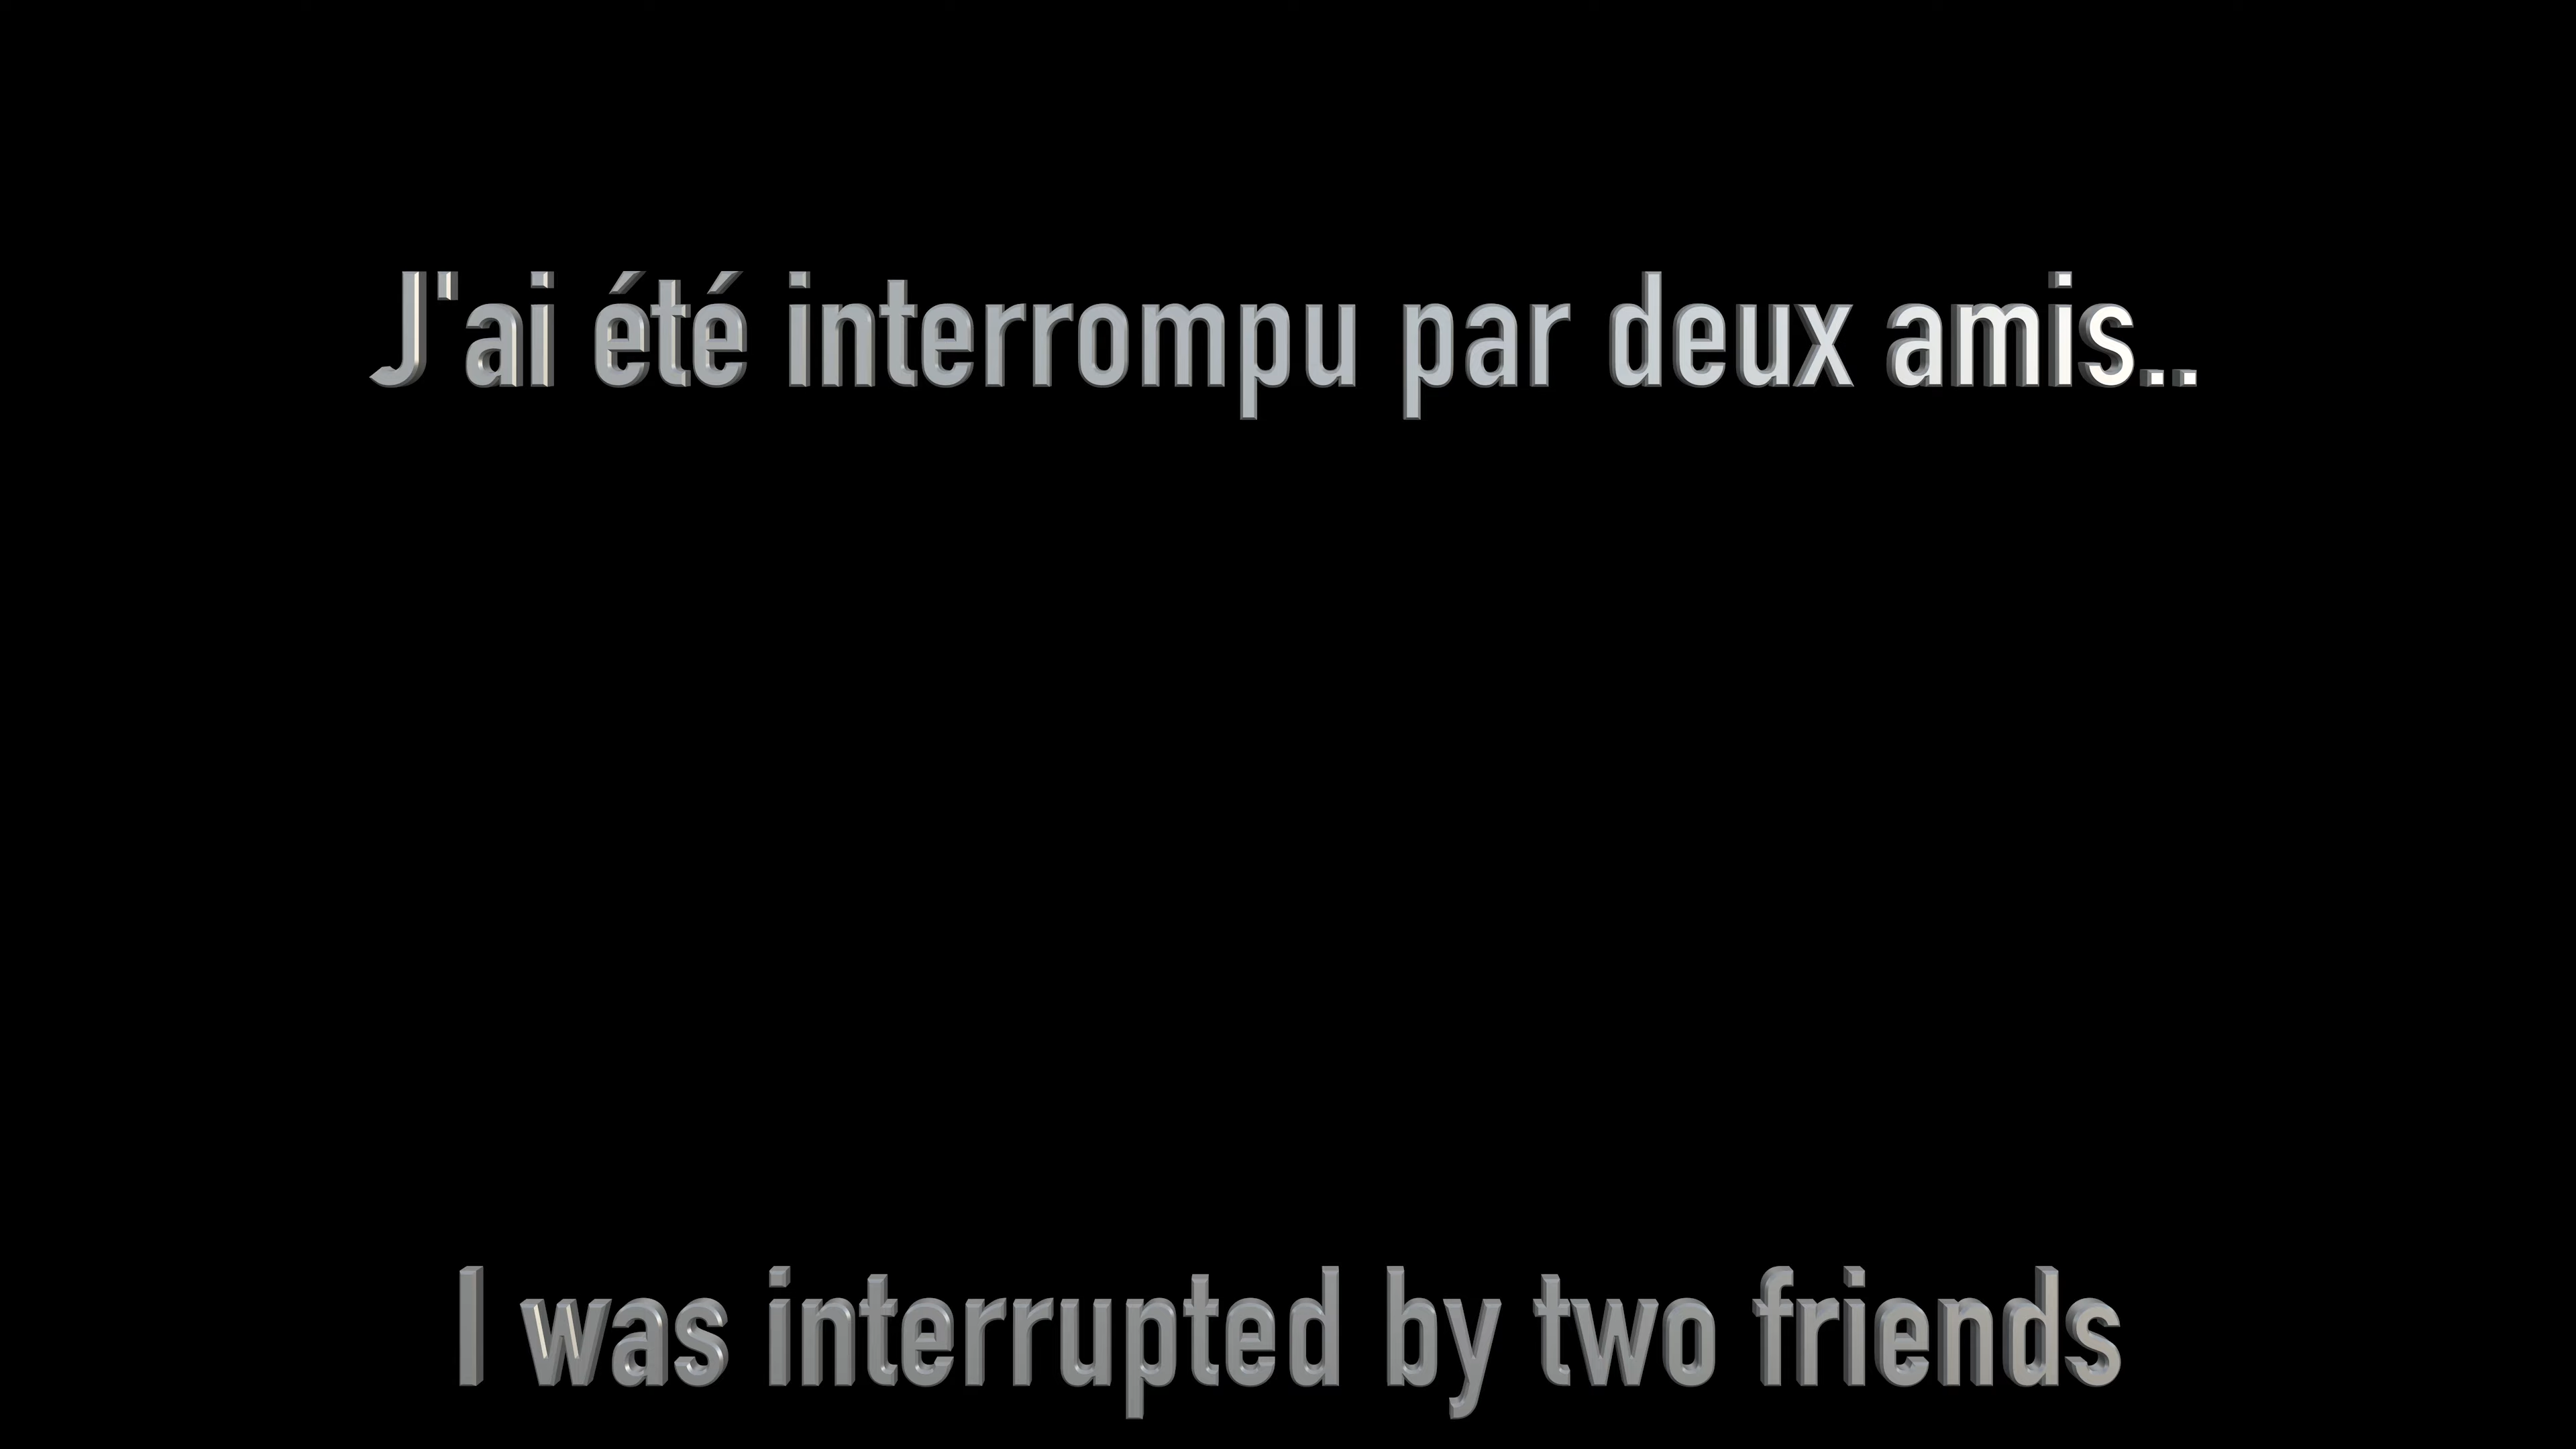 J'ai été interrompu par deux amis..
I was interrupted by two friends